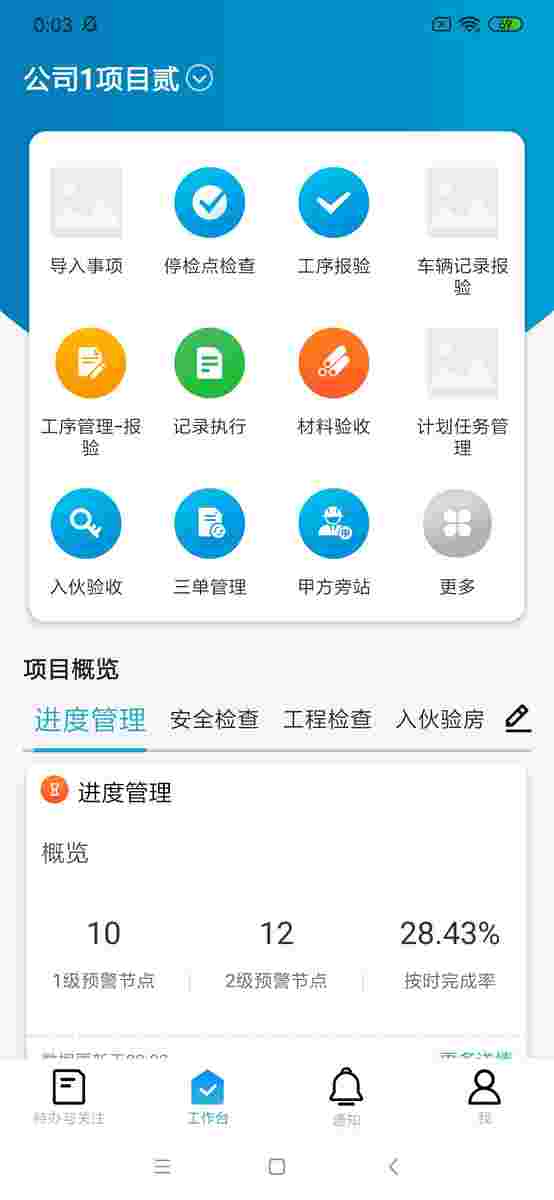 0:03
69
公司1项目贰
导入事项
停检点检查
工序报验
车辆记录报
验
工序管理-报
验
记录执行
材料验收
计划任务管
理
入伙验收
三单管理
甲方旁站
更多
项目概览
进度管理
安全检查
工程检查
入伙验房
进度管理
概览
10
12
28.43%
1级预警节点
2级预警节点
按时完成率
更多详情
待办与关注
工作台
通知
我